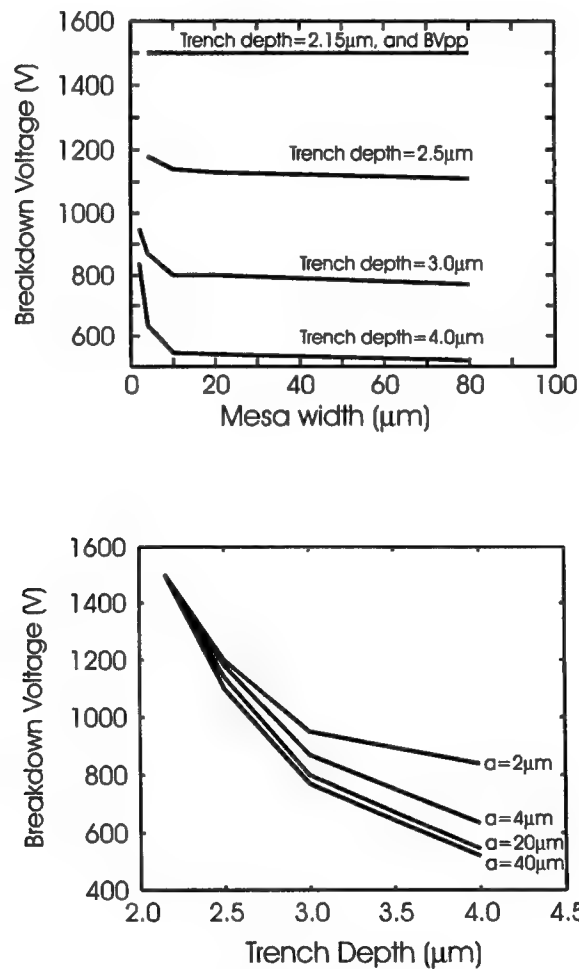 1600
Trench depth=2.15μm, and BVpp
1400
Trench depth=2.5μm
1200
1000
Trench depth=3.0μm
800
Trench depth=4.0μm
600
Breakdown Voltage (V)
0 20 40 60 80 100
Mesa width (μm)
1600
1400
1200
1000
800
600
400
Breakdown Voltage (V)
a=2μm
a=4μm
a=20μm
a=40μm
2.0 2.5 3.0 3.5 4.0 4.5
Trench Depth (μm)